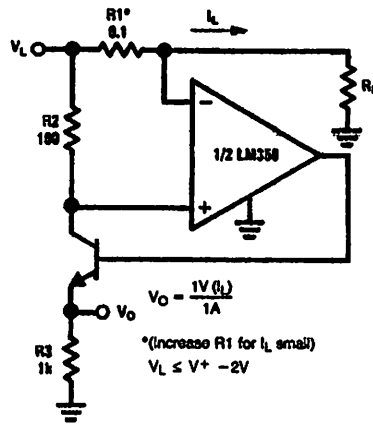 R1*
0.1
IL
VL
R2
100
RL
−
1/2 LM358
+
VO = 1V (IL) / 1A
VO
*(Increase R1 for IL small)
VL ≤ V+ −2V
R3
1k